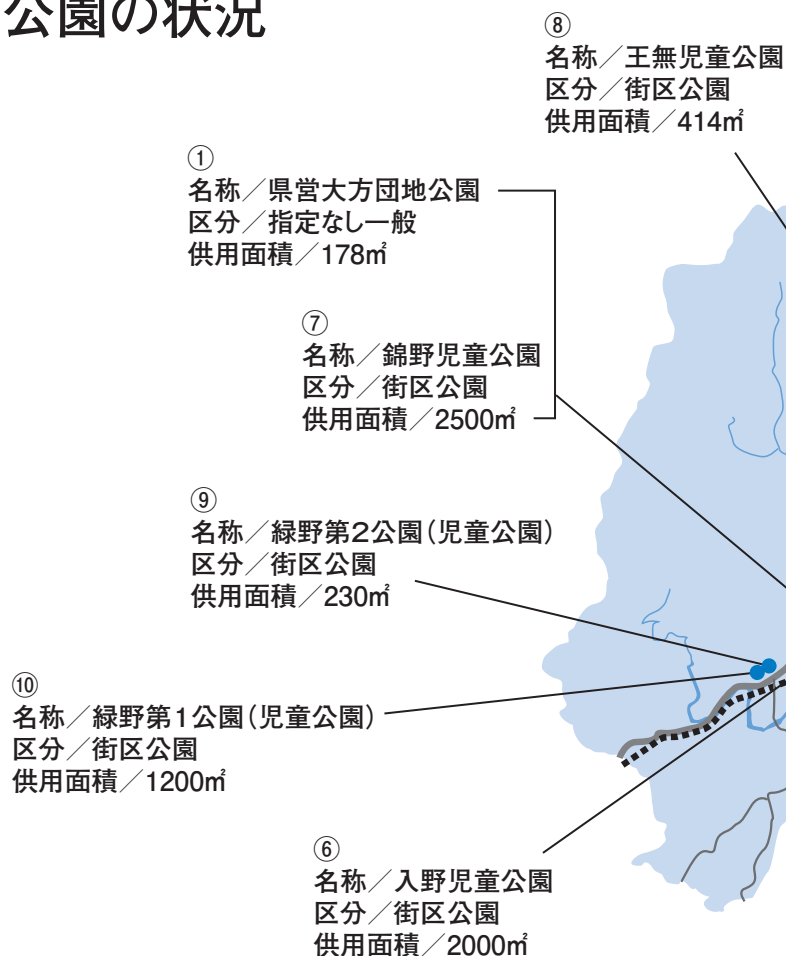 公園の状況
⑧
名称／王無児童公園
区分／街区公園
供用面積／414㎡
①
名称／県営大方団地公園
区分／指定なし一般
供用面積／178㎡
⑦
名称／錦野児童公園
区分／街区公園
供用面積／2500㎡
⑨
名称／緑野第2公園（児童公園）
区分／街区公園
供用面積／230㎡
⑩
名称／緑野第1公園（児童公園）
区分／街区公園
供用面積／1200㎡
⑥
名称／入野児童公園
区分／街区公園
供用面積／2000㎡